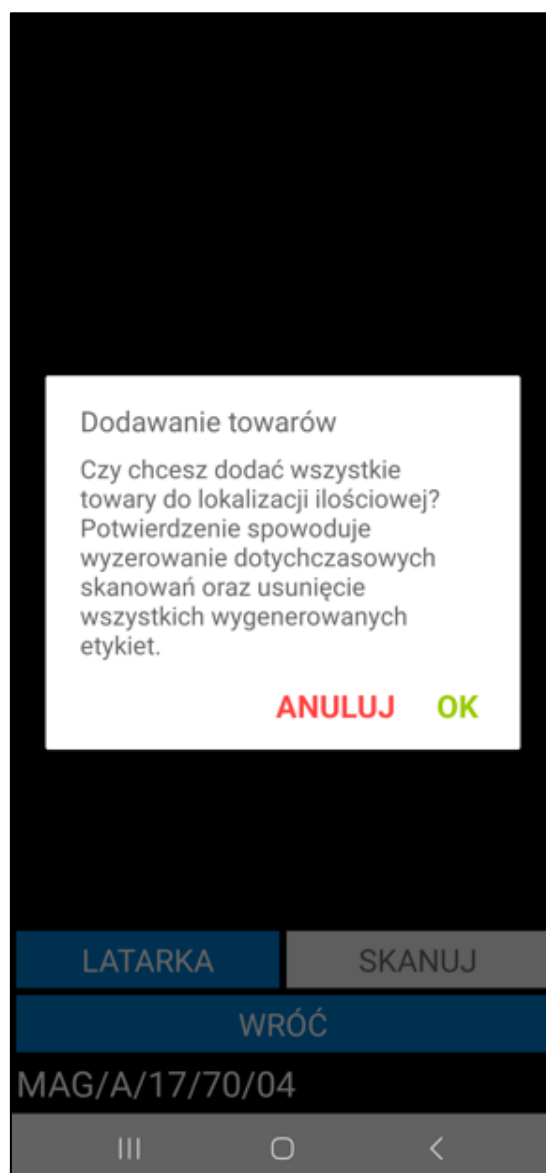 Dodawanie towarów
Czy chcesz dodać wszystkie
towary do lokalizacji ilościowej?
Potwierdzenie spowoduje
wyzerowanie dotychczasowych
skanowań oraz usunięcie
wszystkich wygenerowanych
etykiet.
ANULUJ OK
LATARKA SKANUJ
WRÓĆ
MAG/A/17/70/04